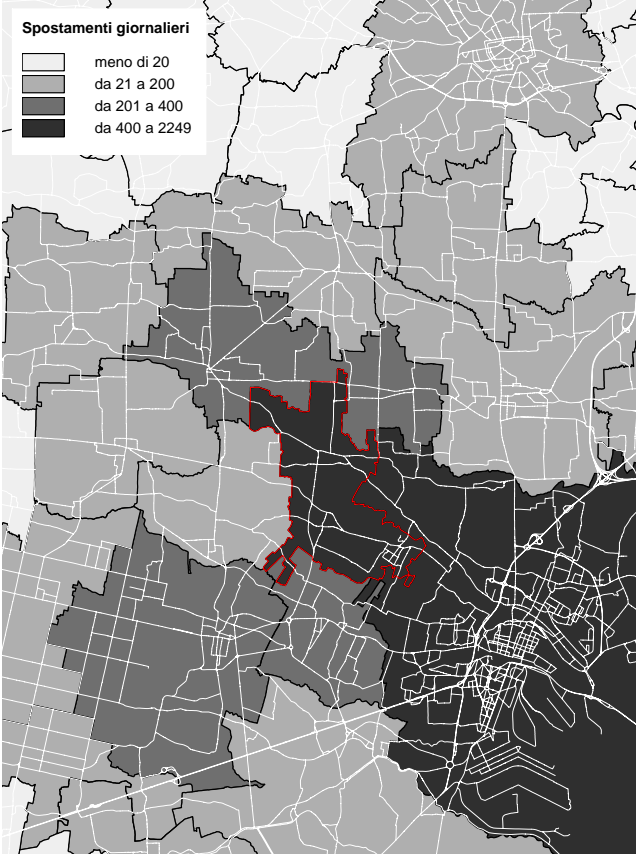 Spostamenti giornalieri
meno di 20
da 21 a 200
da 201 a 400
da 400 a 2249